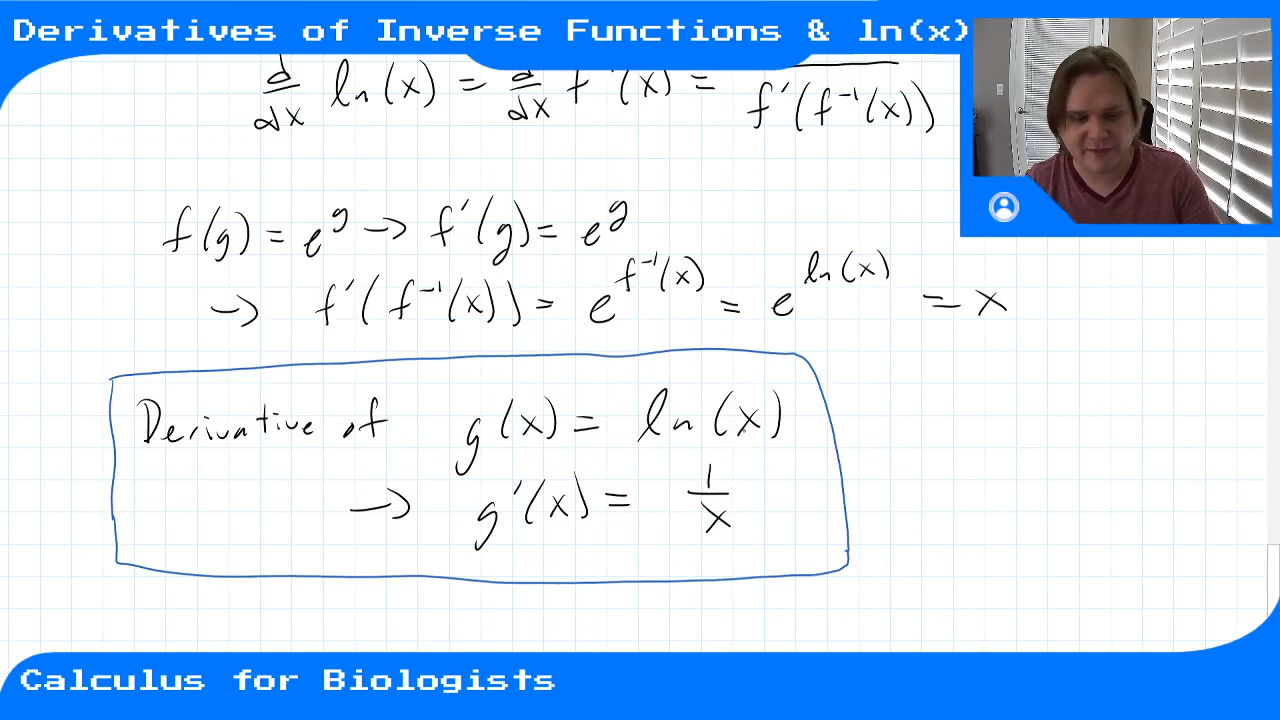 Derivatives of Inverse Functions & ln(x)
d/dx ln(x) = d/dx f⁻¹(x) = 1/f'(f⁻¹(x))
f(y) = e^y → f'(y) = e^y
→ f'(f⁻¹(x)) = e^(f⁻¹(x)) = e^(ln(x)) = x
Derivative of g(x) = ln(x)
→ g'(x) = 1/x
Calculus for Biologists